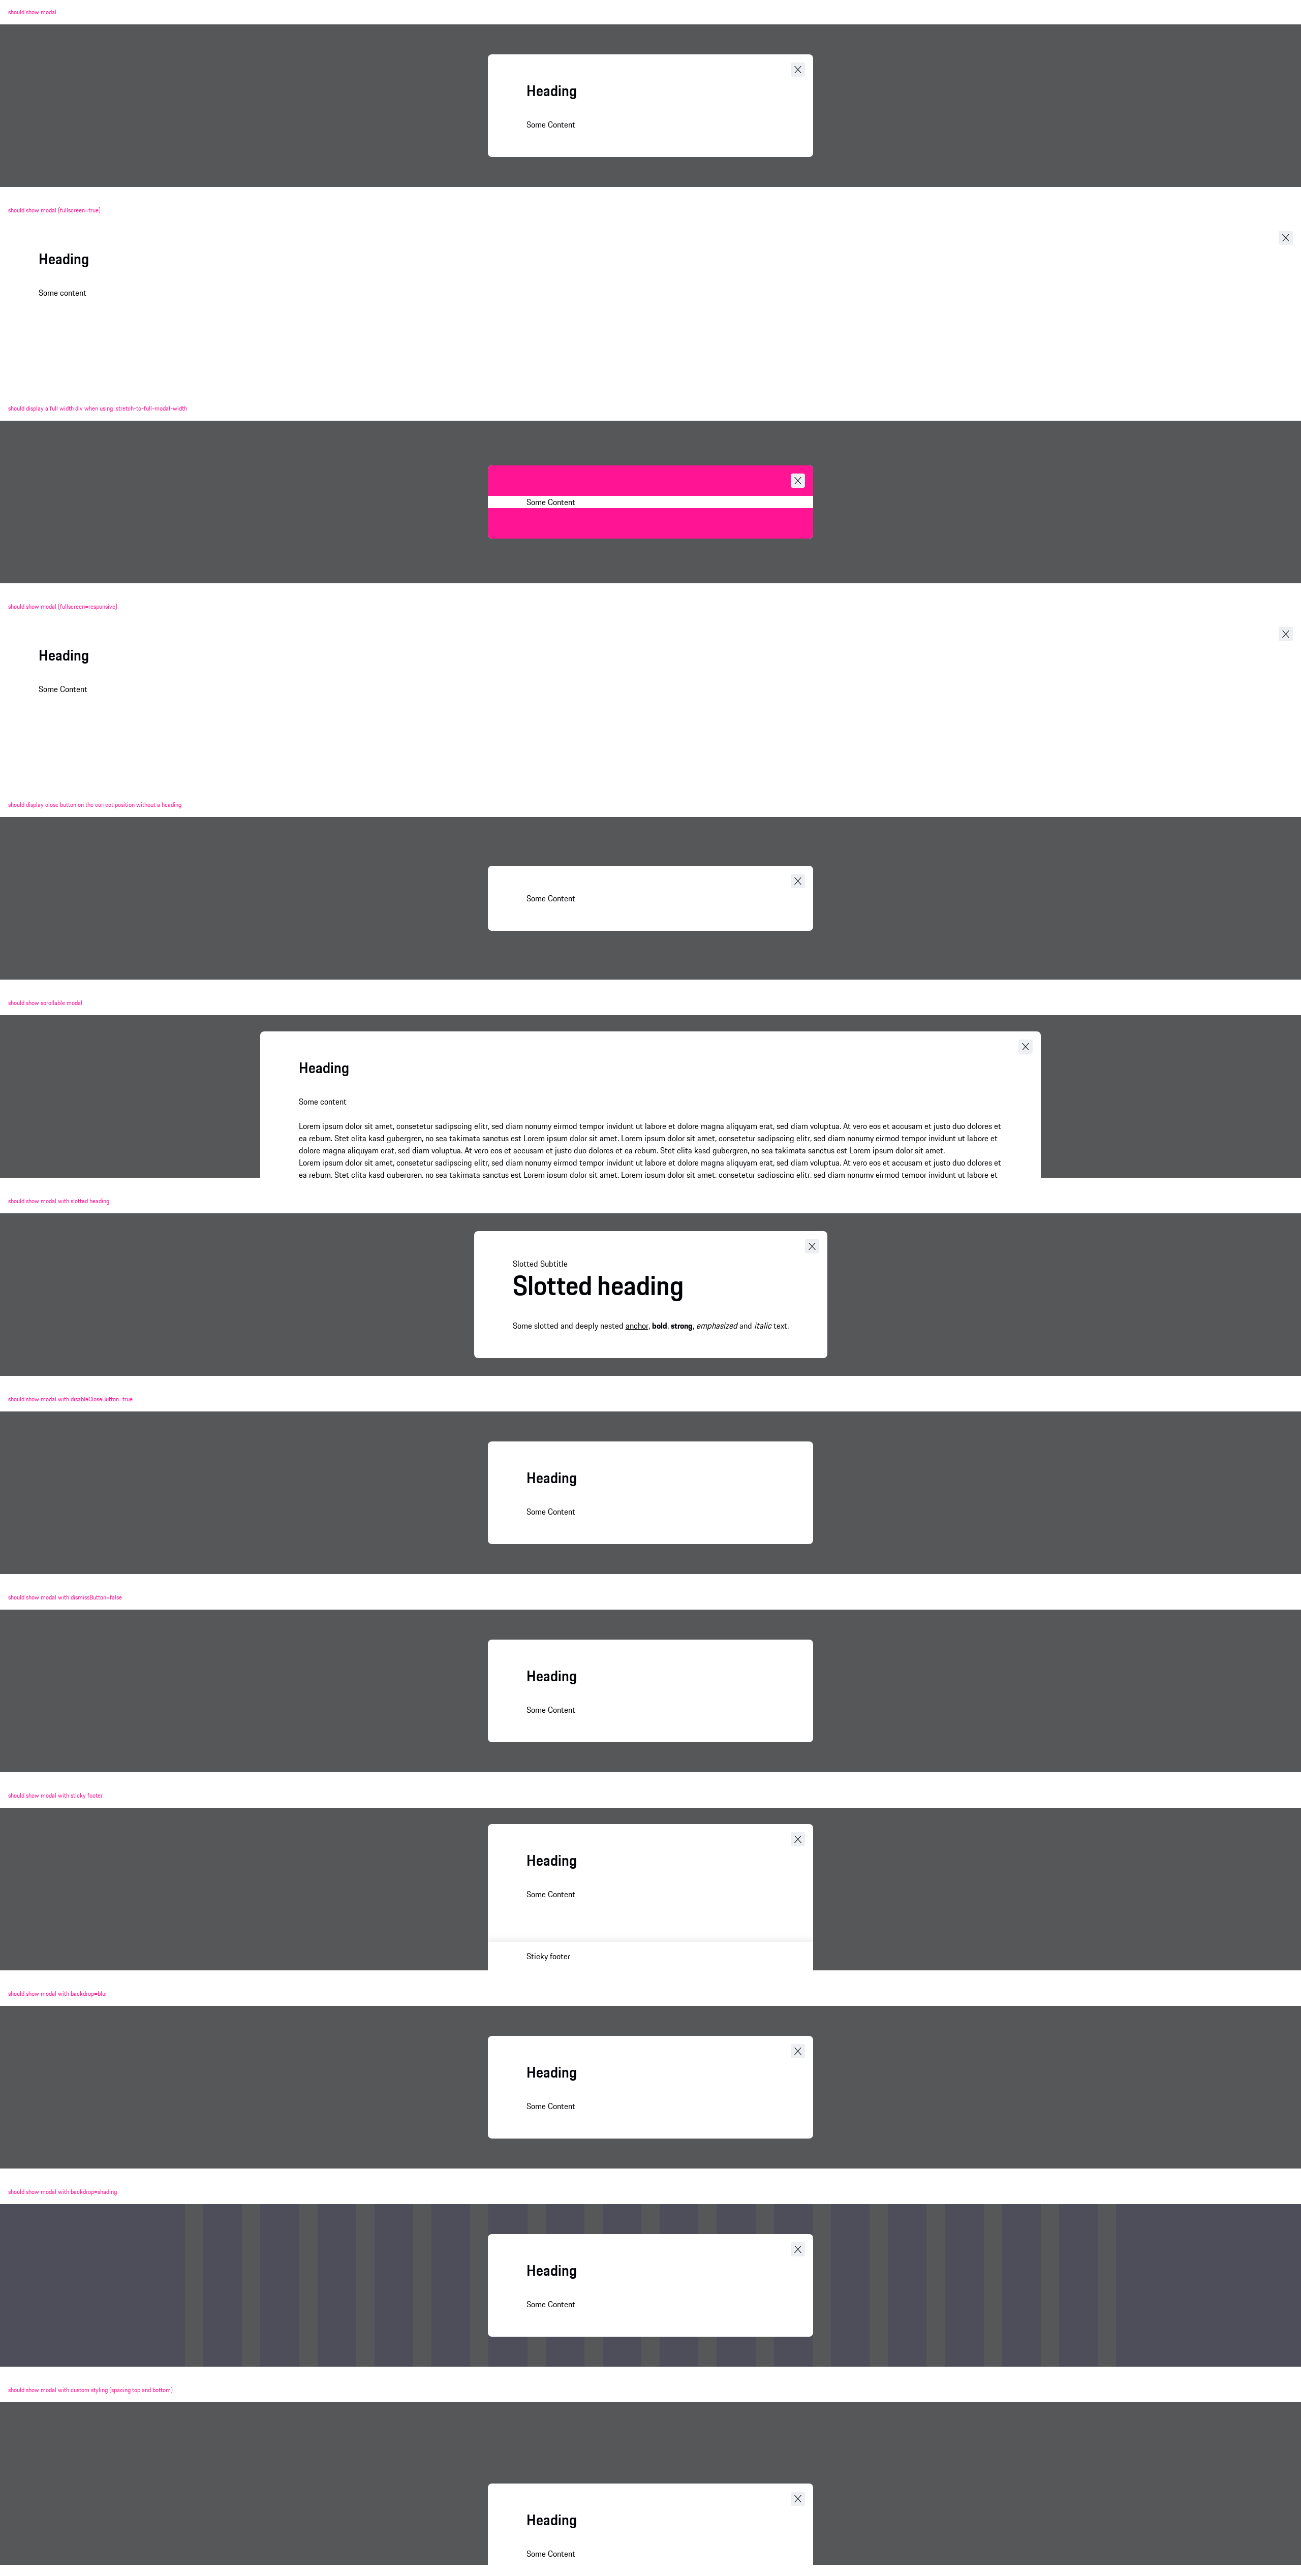 should show modal
Heading
Some Content
should show modal [fullscreen=true]
Heading
Some content
should display a full width div when using .stretch-to-full-modal-width
Some Content
should show modal [fullscreen=responsive]
Heading
Some Content
should display close button on the correct position without a heading
Some Content
should show scrollable modal
Heading
Some content
Lorem ipsum dolor sit amet, consetetur sadipscing elitr, sed diam nonumy eirmod tempor invidunt ut labore et dolore magna aliquyam erat, sed diam voluptua. At vero eos et accusam et justo duo dolores et
ea rebum. Stet clita kasd gubergren, no sea takimata sanctus est Lorem ipsum dolor sit amet. Lorem ipsum dolor sit amet, consetetur sadipscing elitr, sed diam nonumy eirmod tempor invidunt ut labore et
dolore magna aliquyam erat, sed diam voluptua. At vero eos et accusam et justo duo dolores et ea rebum. Stet clita kasd gubergren, no sea takimata sanctus est Lorem ipsum dolor sit amet.
Lorem ipsum dolor sit amet, consetetur sadipscing elitr, sed diam nonumy eirmod tempor invidunt ut labore et dolore magna aliquyam erat, sed diam voluptua. At vero eos et accusam et justo duo dolores et
ea rebum. Stet clita kasd gubergren, no sea takimata sanctus est Lorem ipsum dolor sit amet. Lorem ipsum dolor sit amet, consetetur sadipscing elitr, sed diam nonumy eirmod tempor invidunt ut labore et
should show modal with slotted heading
Slotted Subtitle
Slotted heading
Some slotted and deeply nested anchor, bold, strong, emphasized and italic text.
should show modal with disableCloseButton=true
Heading
Some Content
should show modal with dismissButton=false
Heading
Some Content
should show modal with sticky footer
Heading
Some Content
Sticky footer
should show modal with backdrop=blur
Heading
Some Content
should show modal with backdrop=shading
Heading
Some Content
should show modal with custom styling [spacing top and bottom]
Heading
Some Content